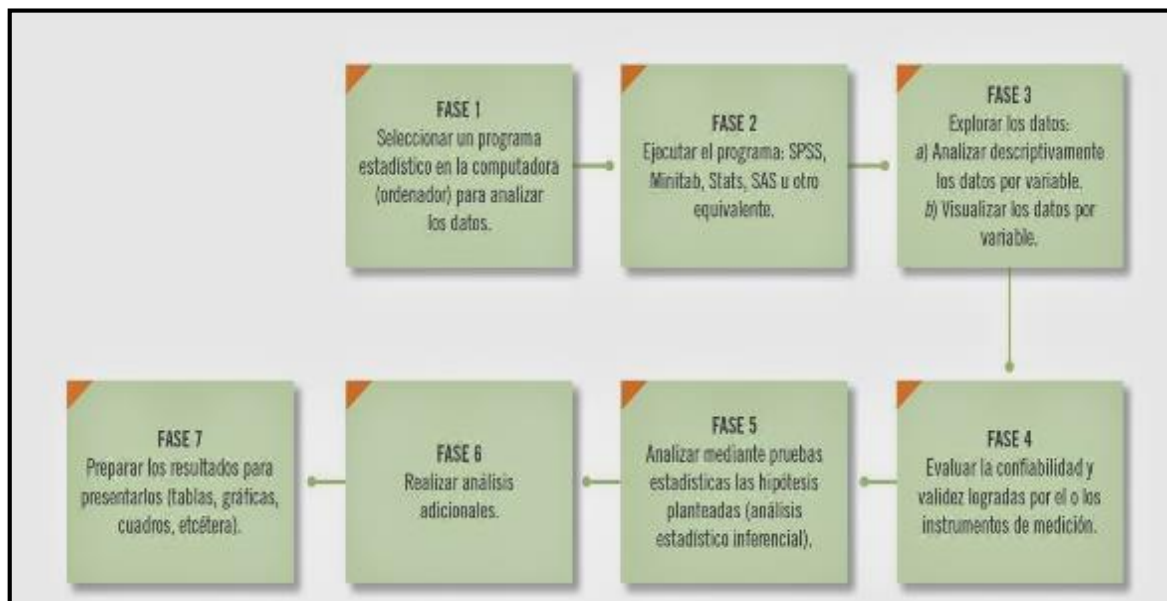 FASE 1
Seleccionar un programa
estadístico en la computadora
(ordenador) para analizar
los datos.
FASE 2
Ejecutar el programa: SPSS,
Minitab, Stats, SAS u otro
equivalente.
FASE 3
Explorar los datos:
a) Analizar descriptivamente
los datos por variable.
b) Visualizar los datos por
variable.
FASE 4
Evaluar la confiabilidad y
validez logradas por el o los
instrumentos de medición.
FASE 5
Analizar mediante pruebas
estadísticas las hipótesis
planteadas (análisis
estadístico inferencial).
FASE 6
Realizar análisis
adicionales.
FASE 7
Preparar los resultados para
presentarlos (tablas, gráficas,
cuadros, etcétera).